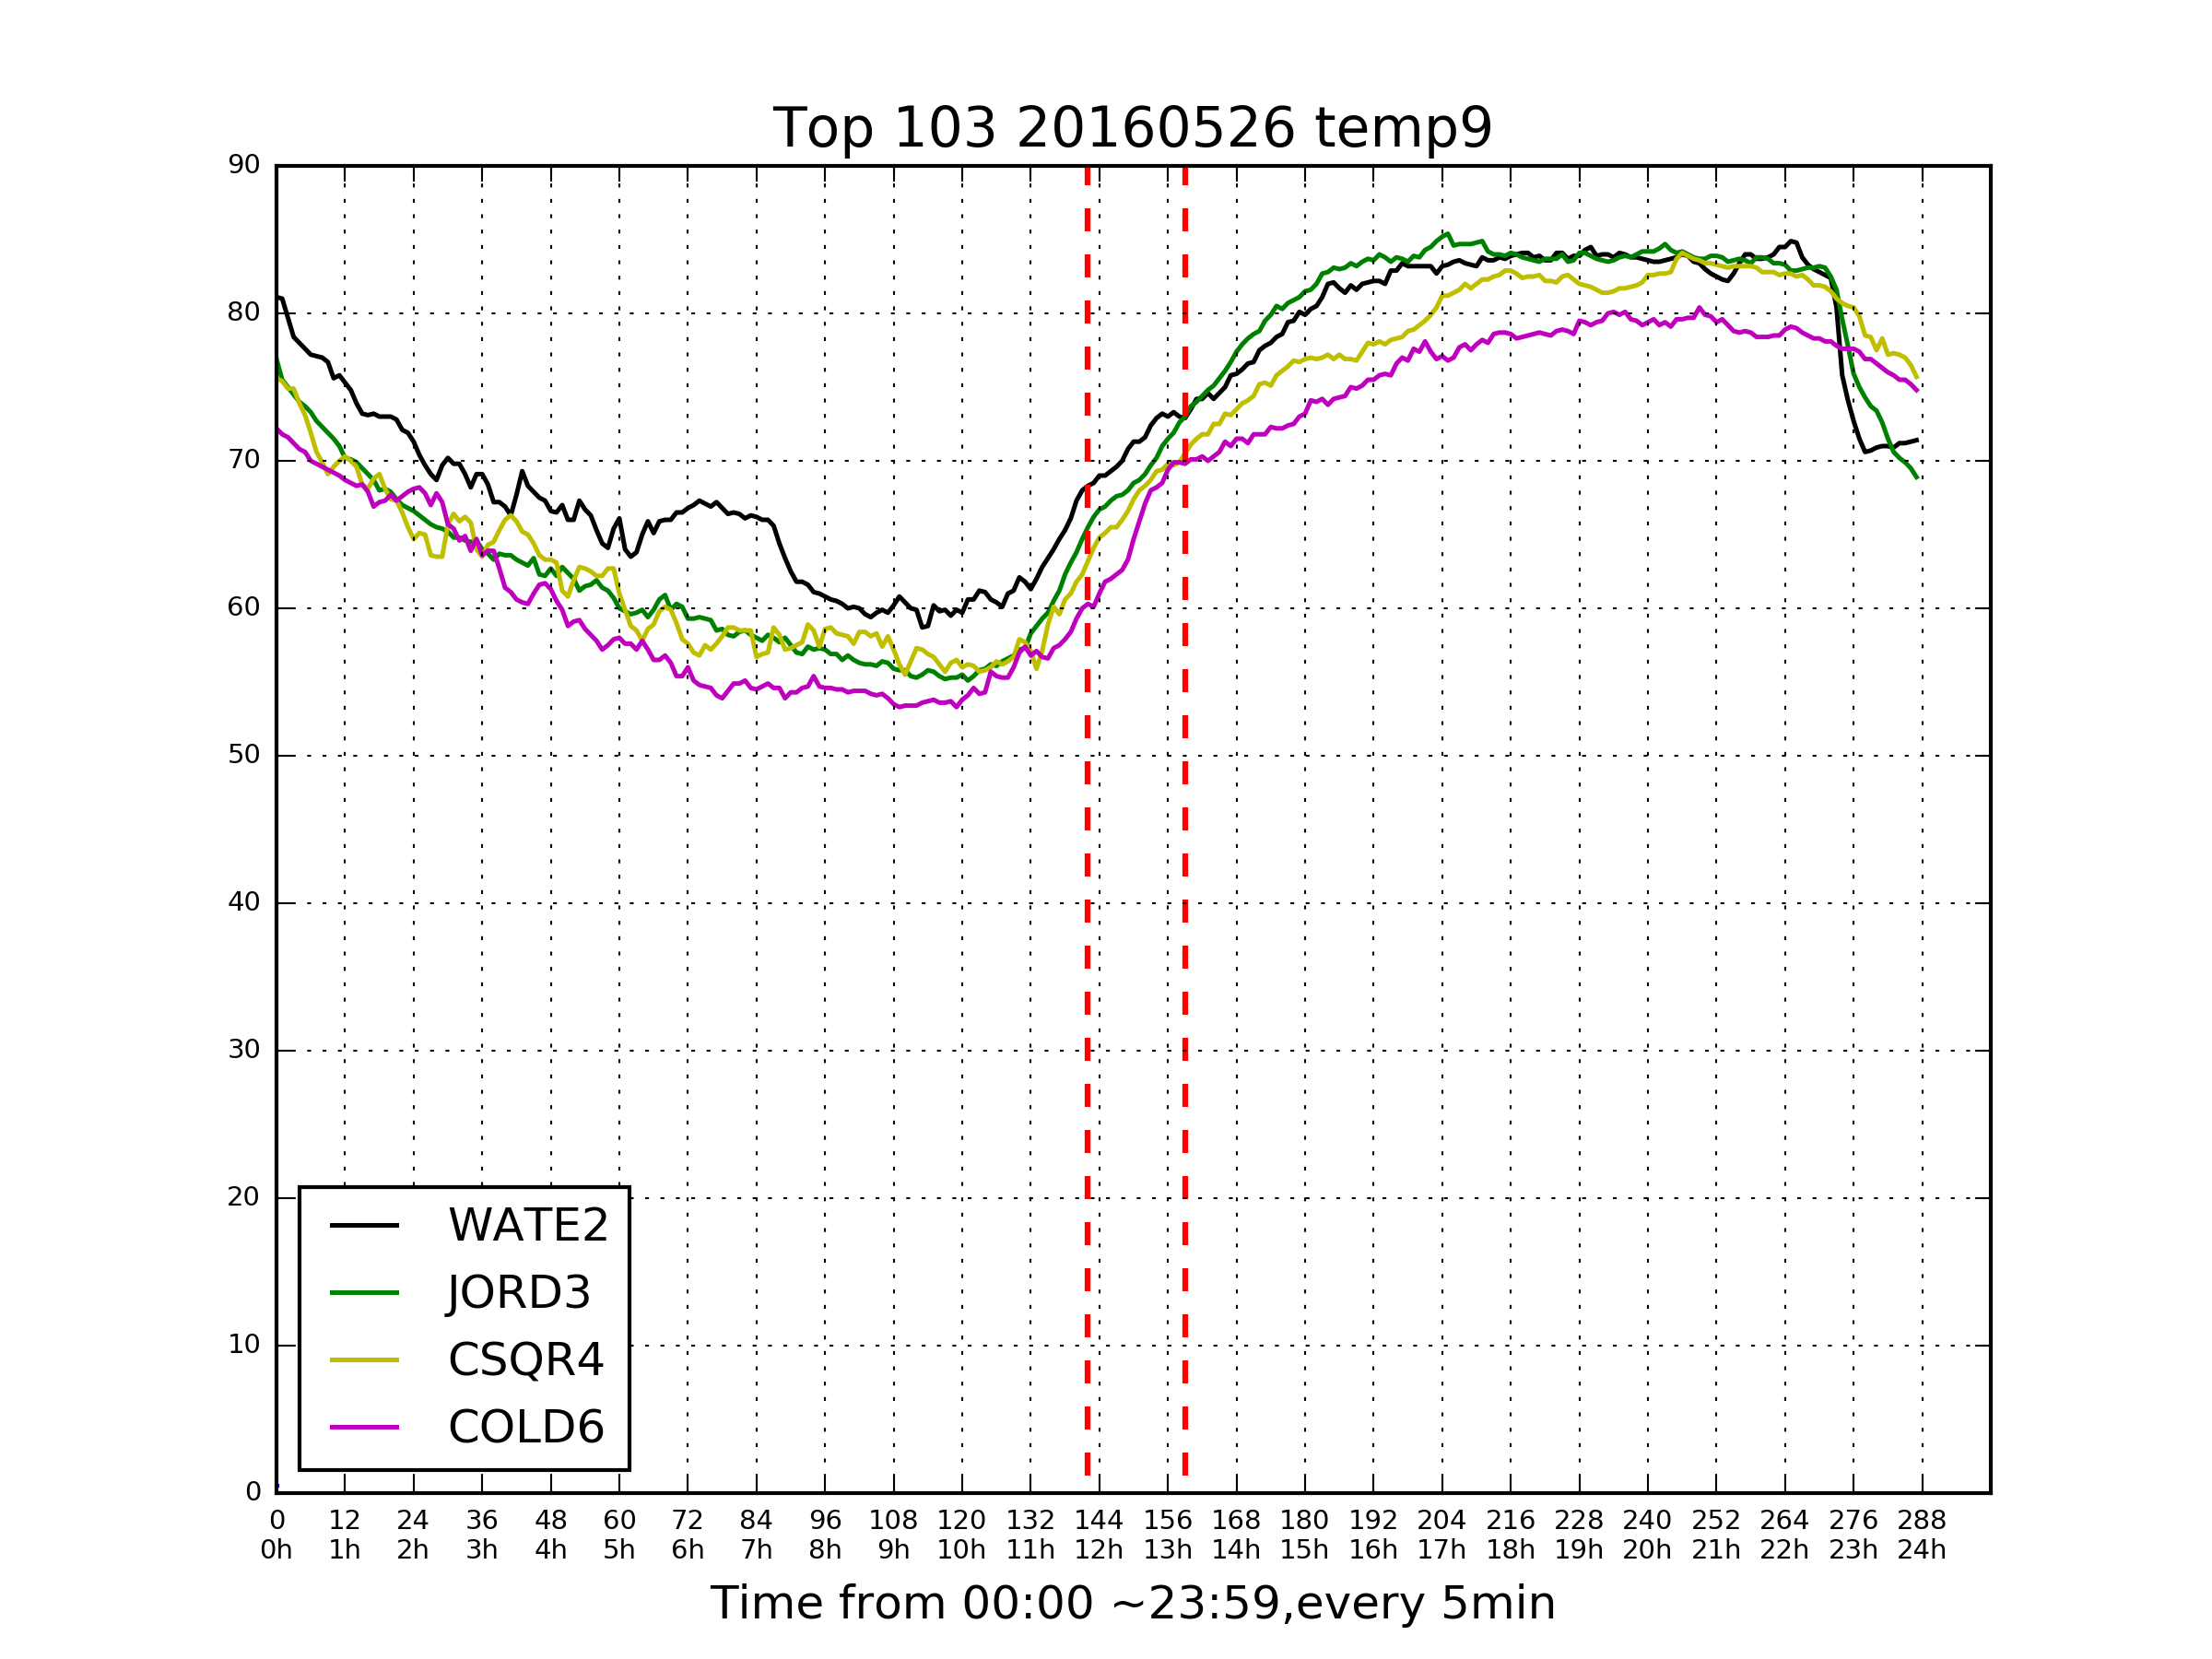 Top 103 20160526 temp9
90
80
70
60
50
40
30
20
10
0
WATE2
JORD3
CSQR4
COLD6
0 12 24 36 48 60 72 84 96 108 120 132 144 156 168 180 192 204 216 228 240 252 264 276 288
0h 1h 2h 3h 4h 5h 6h 7h 8h 9h 10h 11h 12h 13h 14h 15h 16h 17h 18h 19h 20h 21h 22h 23h 24h
Time from 00:00 ~23:59,every 5min